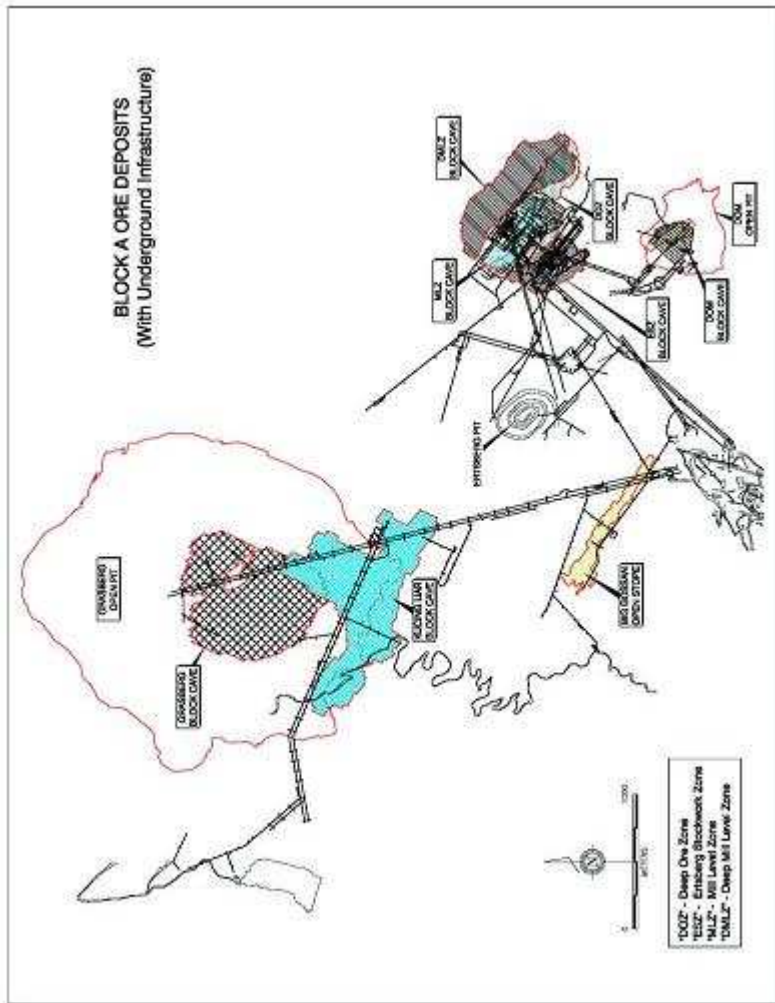 BLOCK A ORE DEPOSITS
(With Underground Infrastructure)
GRASBERG
OPEN PIT
GRASBERG
BLOCK CAVE
KUCING LIAR
BLOCK CAVE
ERTSBERG PIT
BIG GOSSAN
OPEN STOPE
DMLZ
BLOCK CAVE
MLZ
BLOCK CAVE
DOZ
BLOCK CAVE
ESZ
BLOCK CAVE
DOM
BLOCK CAVE
DOM
OPEN PIT
N
0 1000
METERS
"DOZ" - Deep Ore Zone
"ESZ" - Ertsberg Stockwork Zone
"MLZ" - Mill Level Zone
"DMLZ" - Deep Mill Level Zone